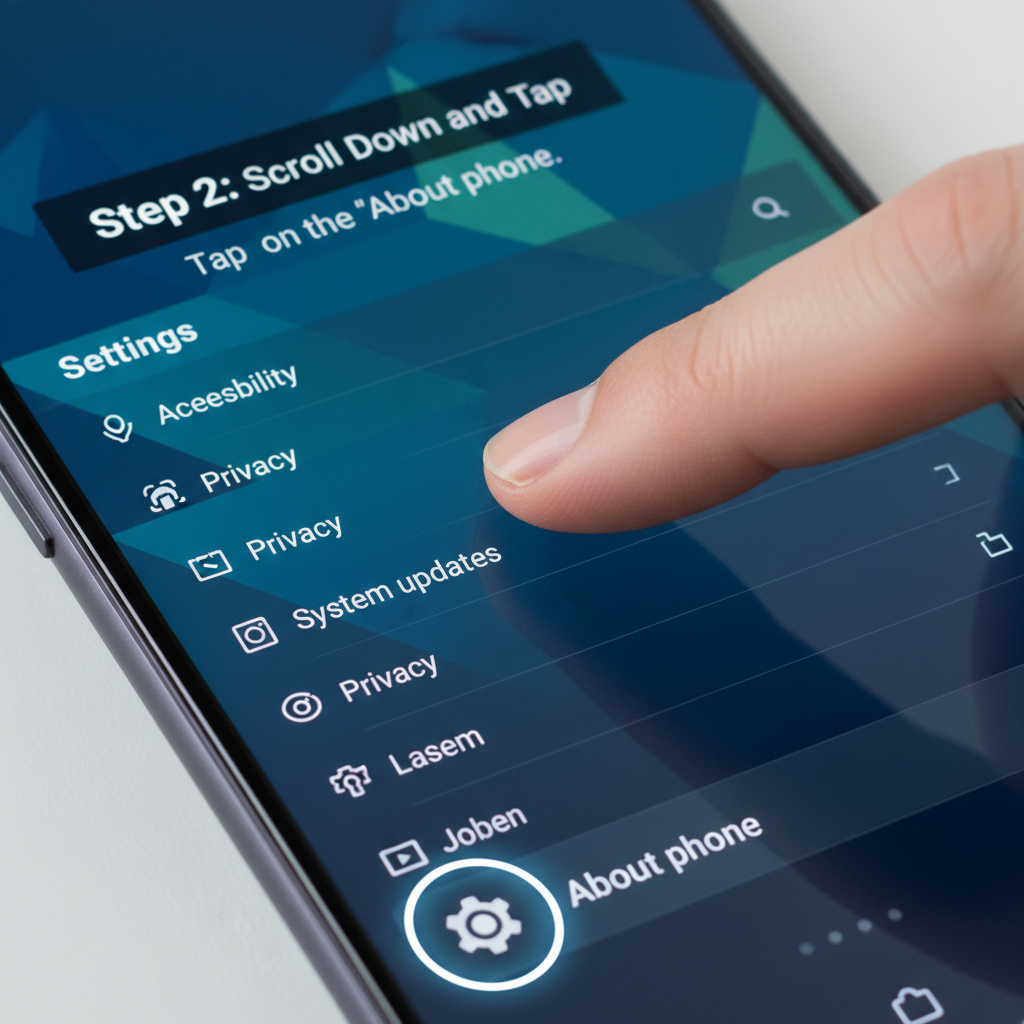 Step 2: Scroll Down and Tap
Tap on the "About phone.
Settings
Aceesbility
Privacy
Privacy
System updates
Privacy
Lasem
Joben
About phone